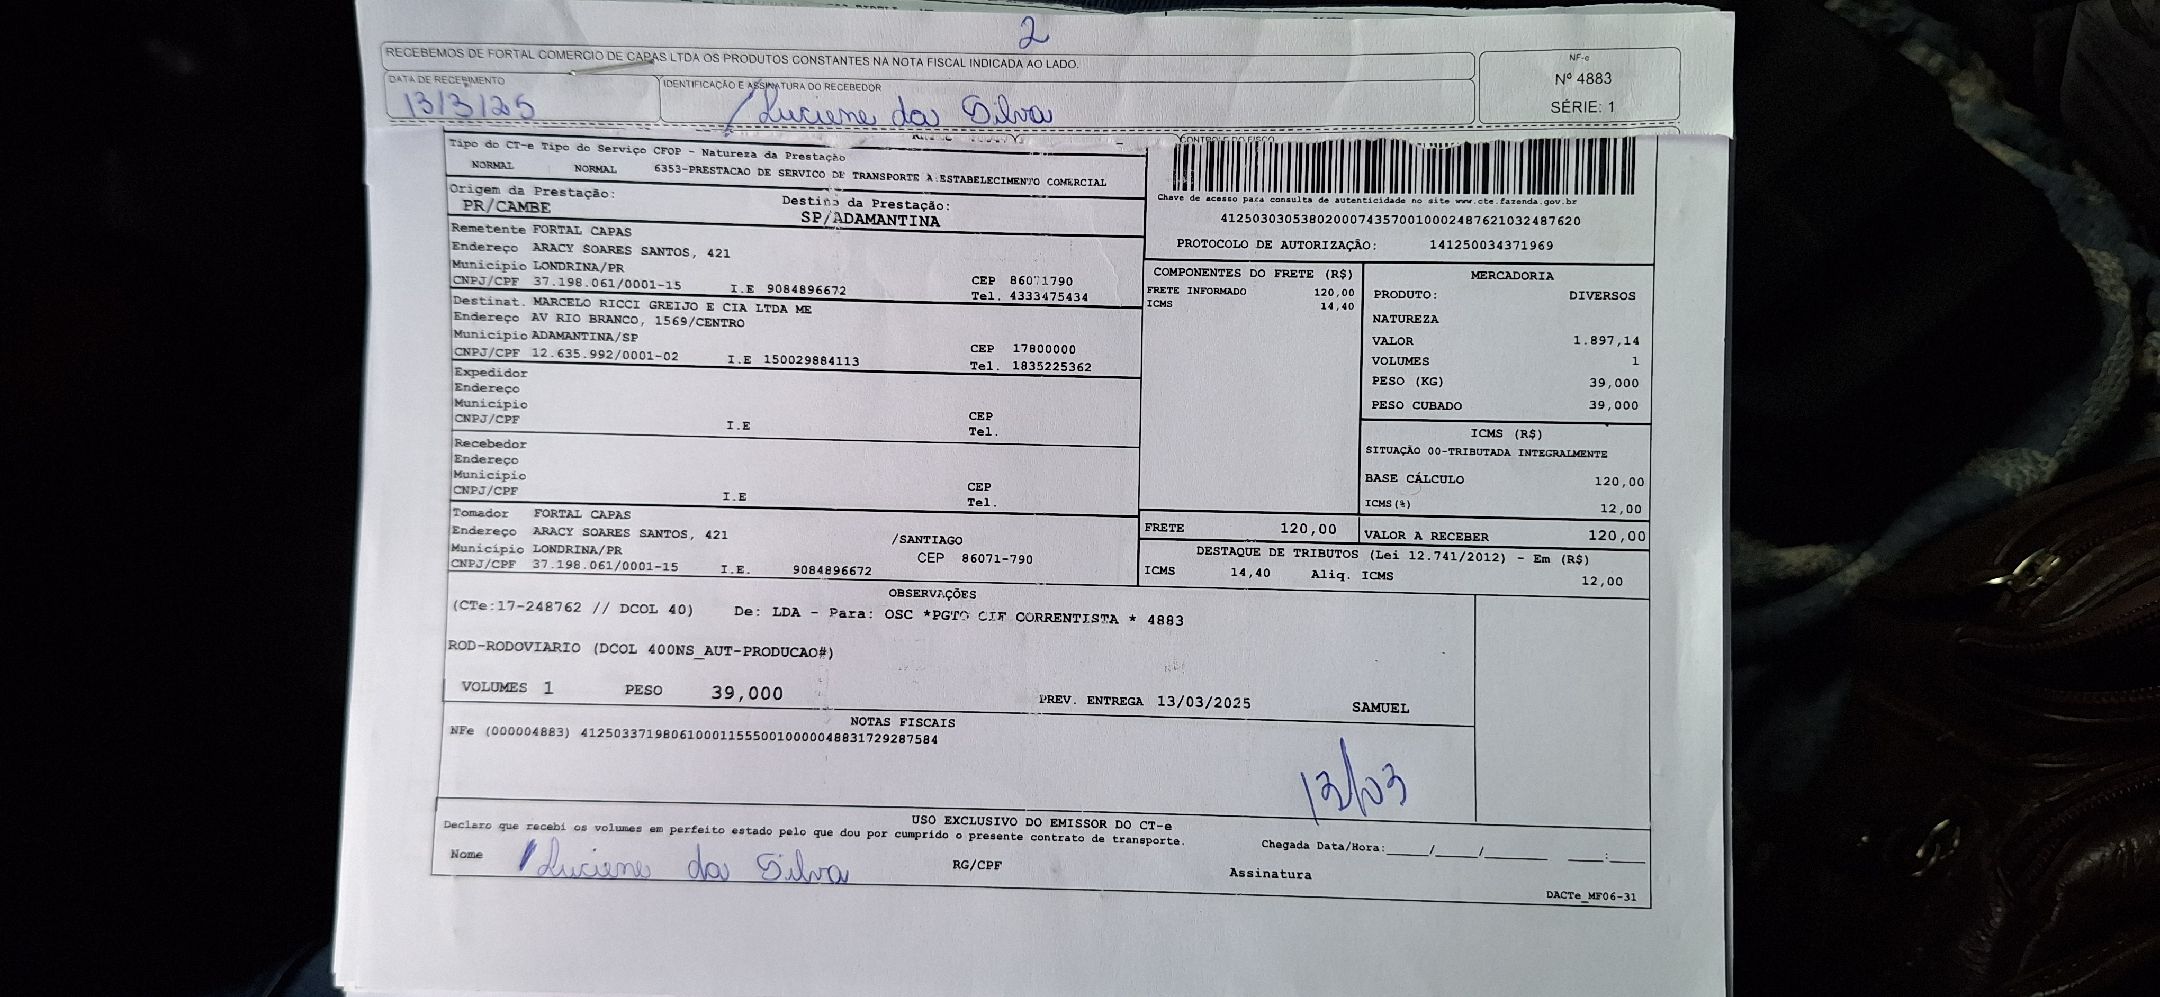 2
RECEBEMOS DE FORTAL COMERCIO DE CAPAS LTDA OS PRODUTOS CONSTANTES NA NOTA FISCAL INDICADA AO LADO.
NF-e
Nº 4883
SÉRIE: 1
DATA DE RECEBIMENTO
13/3/25
IDENTIFICAÇÃO E ASSINATURA DO RECEBEDOR
Luciene da Silva
CONTROLE DO FISCO
Tipo do CT-e Tipo do Serviço CFOP - Natureza da Prestação
NORMAL NORMAL 6353-PRESTACAO DE SERVICO DE TRANSPORTE A ESTABELECIMENTO COMERCIAL
Origem da Prestação: Destino da Prestação:
PR/CAMBE SP/ADAMANTINA
Chave de acesso para consulta de autenticidade no site www.cte.fazenda.gov.br
41250303053802000743570010002487621032487620
PROTOCOLO DE AUTORIZAÇÃO: 141250034371969
Remetente FORTAL CAPAS
Endereço ARACY SOARES SANTOS, 421
Município LONDRINA/PR
CNPJ/CPF 37.198.061/0001-15 I.E 9084896672
CEP 86071790
Tel. 4333475434
Destinat. MARCELO RICCI GREIJO E CIA LTDA ME
Endereço AV RIO BRANCO, 1569/CENTRO
Município ADAMANTINA/SP
CNPJ/CPF 12.635.992/0001-02 I.E 150029884113
CEP 17800000
Tel. 1835225362
Expedidor
Endereço
Município
CNPJ/CPF I.E
CEP
Tel.
Recebedor
Endereço
Município
CNPJ/CPF I.E
CEP
Tel.
Tomador FORTAL CAPAS
Endereço ARACY SOARES SANTOS, 421 /SANTIAGO
Município LONDRINA/PR CEP 86071-790
CNPJ/CPF 37.198.061/0001-15 I.E. 9084896672
COMPONENTES DO FRETE (R$)
FRETE INFORMADO 120,00
ICMS 14,40
MERCADORIA
PRODUTO: DIVERSOS
NATUREZA
VALOR 1.897,14
VOLUMES 1
PESO (KG) 39,000
PESO CUBADO 39,000
ICMS (R$)
SITUAÇÃO 00-TRIBUTADA INTEGRALMENTE
BASE CÁLCULO 120,00
ICMS(%) 12,00
FRETE 120,00
VALOR A RECEBER 120,00
DESTAQUE DE TRIBUTOS (Lei 12.741/2012) - Em (R$)
ICMS 14,40 Aliq. ICMS 12,00
OBSERVAÇÕES
(CTe:17-248762 // DCOL 40) De: LDA - Para: OSC *PGTO CIF CORRENTISTA * 4883
ROD-RODOVIARIO (DCOL 400NS_AUT-PRODUCAO#)
VOLUMES 1 PESO 39,000 PREV. ENTREGA 13/03/2025 SAMUEL
NOTAS FISCAIS
NFe (000004883) 41250337198061000115550010000048831729287584
13/03
USO EXCLUSIVO DO EMISSOR DO CT-e
Declaro que recebi os volumes em perfeito estado pelo que dou por cumprido o presente contrato de transporte.
Chegada Data/Hora:____/____/______ ___:___
Nome Luciene da Silva RG/CPF Assinatura
DACTe_MF06-31